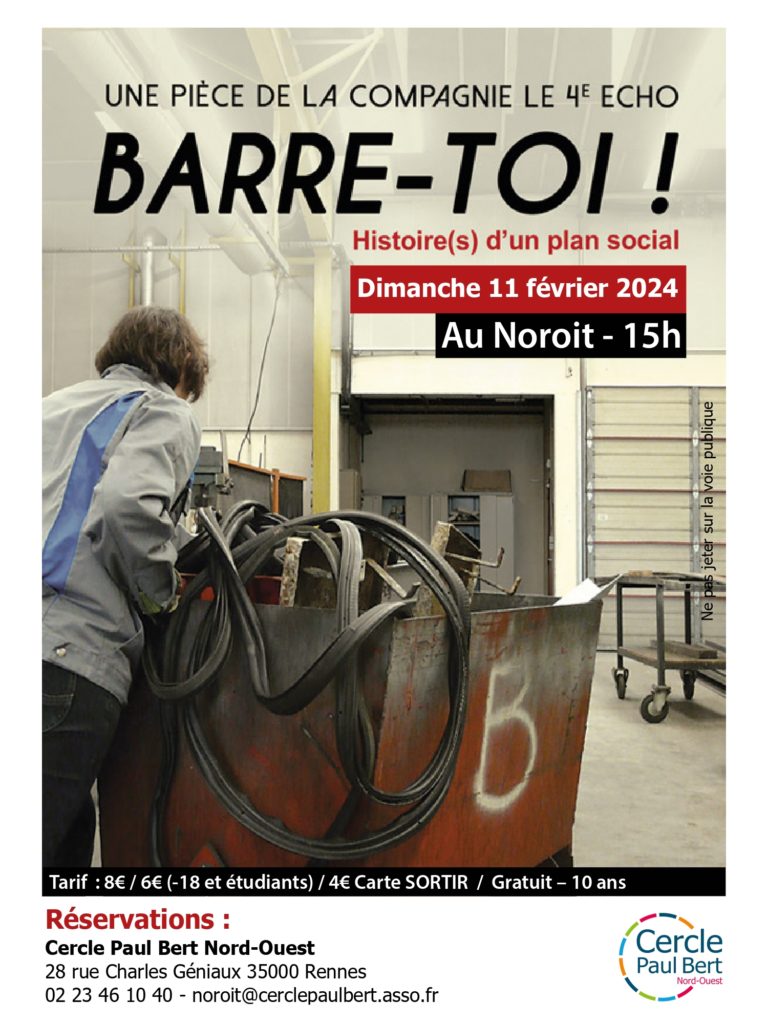 UNE PIÈCE DE LA COMPAGNIE LE 4E ECHO
BARRE-TOI !
Histoire(s) d'un plan social
Dimanche 11 février 2024
Au Noroit - 15h
Ne pas jeter sur la voie publique
B
Tarif : 8€ / 6€ (-18 et étudiants) / 4€ Carte SORTIR / Gratuit – 10 ans
Réservations :
Cercle Paul Bert Nord-Ouest
28 rue Charles Géniaux 35000 Rennes
02 23 46 10 40 - noroit@cerclepaulbert.asso.fr
Cercle
Paul Bert
Nord-Ouest